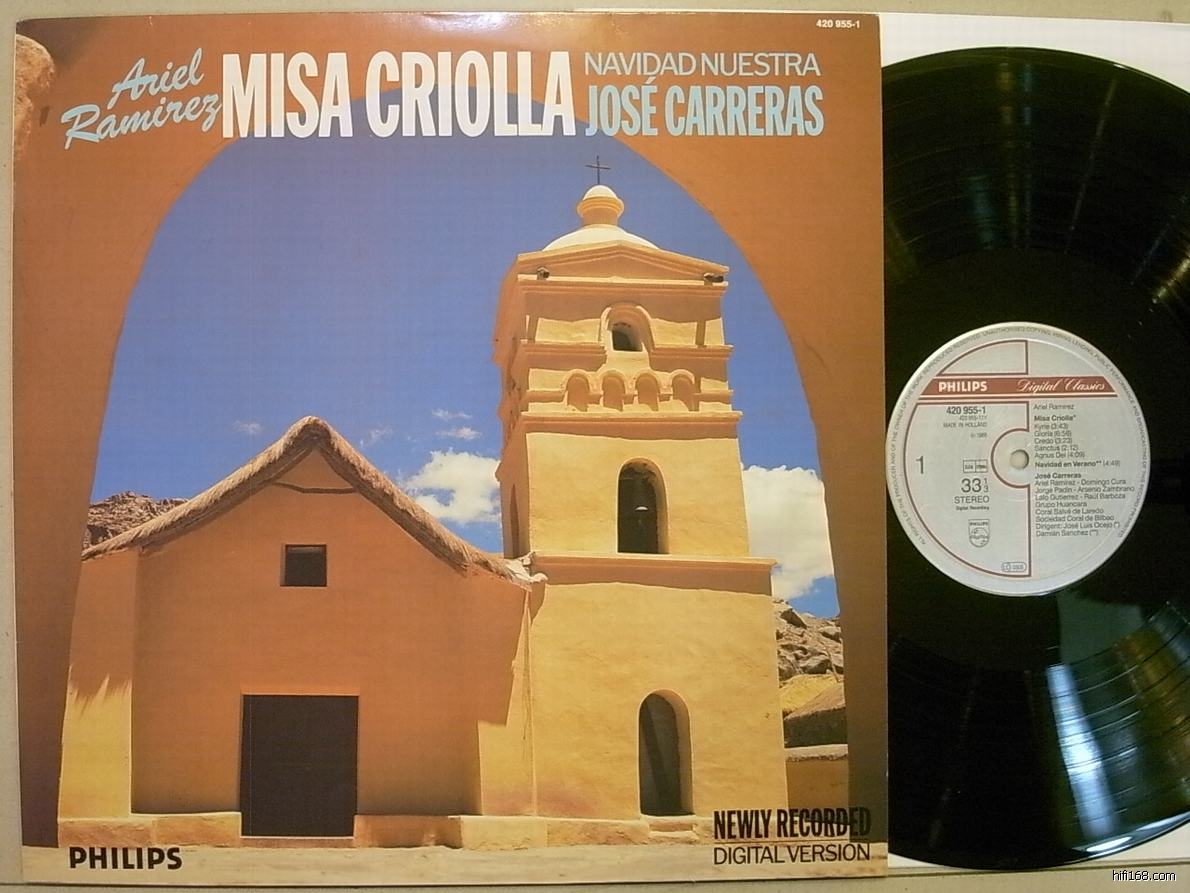 420 955-1
Ariel
Ramirez
MISA CRIOLLA
NAVIDAD NUESTRA
JOSÉ CARRERAS
NEWLY RECORDED
DIGITAL VERSION
PHILIPS
PHILIPS Digital Classics
420 955-1
MADE IN HOLLAND
1
33 1/3
STEREO
Digital Recording
PHILIPS
Ariel Ramirez
Misa Criolla*
Kyrie (3:43)
Gloria (6:56)
Credo (3:23)
Sanctus (2:12)
Agnus Dei (4:09)
Navidad en Verano** (4:49)
José Carreras
Ariel Ramirez - Domingo Cura
Jorge Padin - Arsenio Zambrano
Lalo Gutierrez - Raúl Barboza
Grupo Huancara
Coral Salvé de Laredo
Sociedad Coral de Bilbao
Dirigent: José Luis Ocejo (*)
Damián Sanchez (**)
hifi168.com